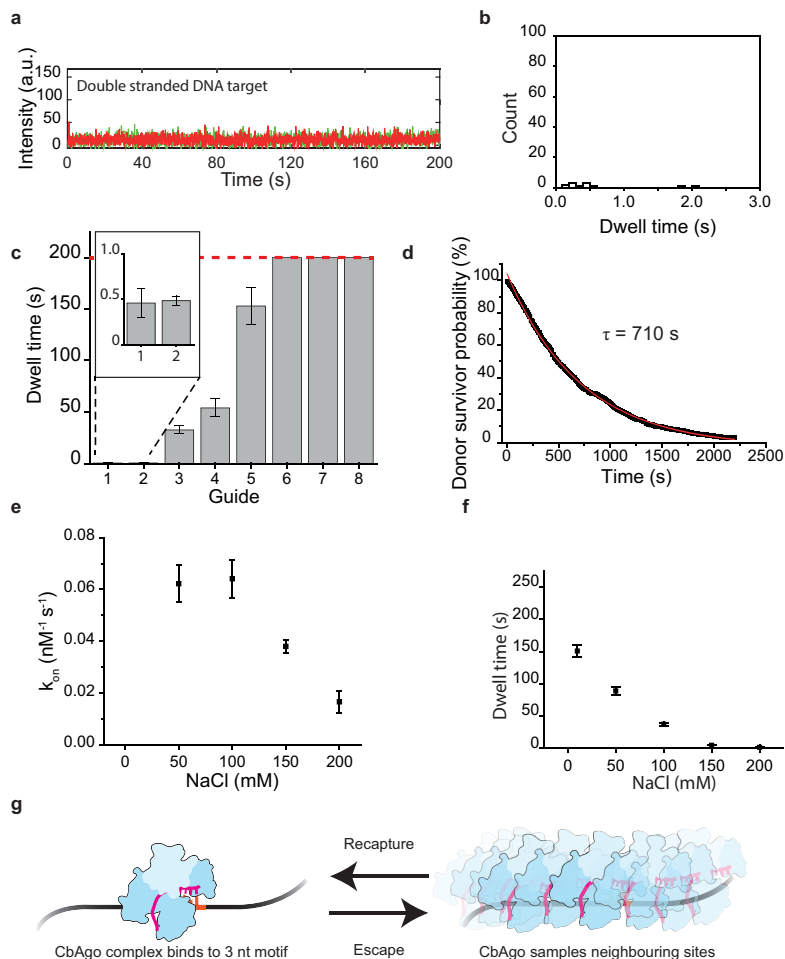 a
Intensity (a.u.)
150
100
50
0
Double stranded DNA target
0 40 80 120 160 200
Time (s)
b
Count
100
80
60
40
20
0
0.0 1.0 2.0 3.0
Dwell time (s)
c
Dwell time (s)
200
150
100
50
0
1.0
0.5
0
1 2
1 2 3 4 5 6 7 8
Guide
d
Donor survivor probability (%)
100
80
60
40
20
0
τ = 710 s
0 500 1000 1500 2000 2500
Time (s)
e
kon (nM-1 s-1)
0.08
0.06
0.04
0.02
0.00
0 50 100 150 200
NaCl (mM)
f
Dwell time (s)
250
200
150
100
50
0
0 50 100 150 200
NaCl (mM)
g
Recapture
Escape
CbAgo complex binds to 3 nt motif
CbAgo samples neighbouring sites